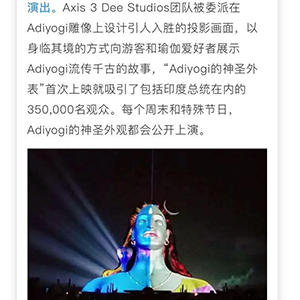 演出。Axis 3 Dee Studios团队被委派在
Adiyogi雕像上设计引人入胜的投影画面，以
身临其境的方式向游客和瑜伽爱好者展示
Adiyogi流传千古的故事，“Adiyogi的神圣外
表”首次上映就吸引了包括印度总统在内的
350,000名观众。每个周末和特殊节日，
Adiyogi的神圣外观都会公开上演。